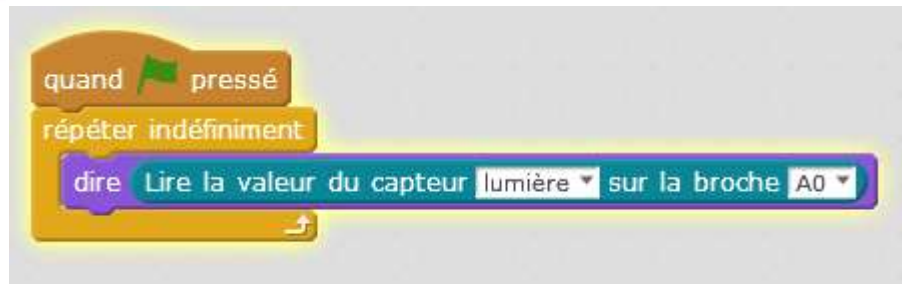 quand pressé
répéter indéfiniment
dire Lire la valeur du capteur lumière sur la broche A0